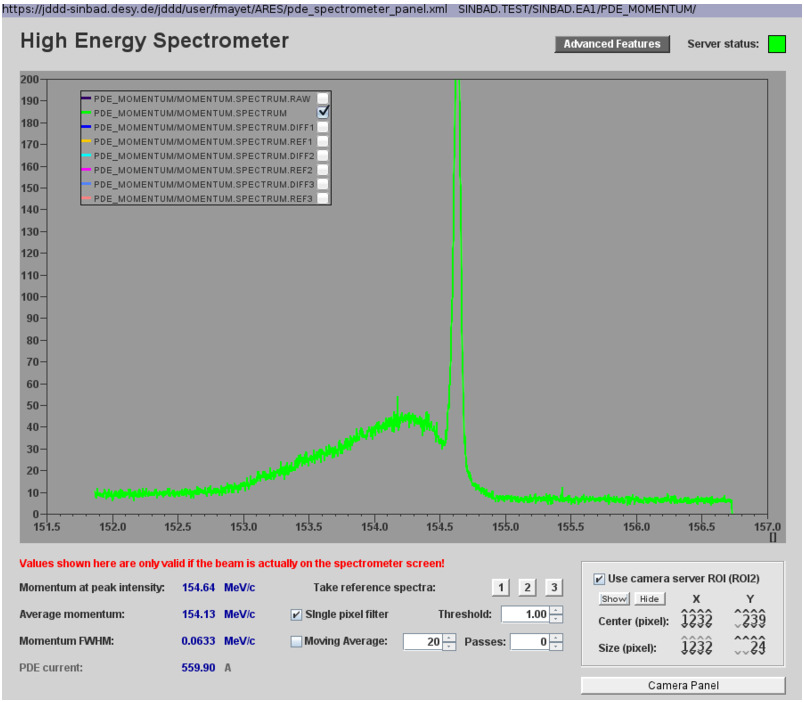 https://jddd-sinbad.desy.de/jddd/user/fmayet/ARES/pde_spectrometer_panel.xml SINBAD.TEST/SINBAD.EA1/PDE_MOMENTUM/
High Energy Spectrometer
Advanced Features
Server status:
200
190
180
170
160
150
140
130
120
110
100
90
80
70
60
50
40
30
20
10
0
PDE_MOMENTUM/MOMENTUM.SPECTRUM.RAW
PDE_MOMENTUM/MOMENTUM.SPECTRUM
PDE_MOMENTUM/MOMENTUM.SPECTRUM.DIFF1
PDE_MOMENTUM/MOMENTUM.SPECTRUM.REF1
PDE_MOMENTUM/MOMENTUM.SPECTRUM.DIFF2
PDE_MOMENTUM/MOMENTUM.SPECTRUM.REF2
PDE_MOMENTUM/MOMENTUM.SPECTRUM.DIFF3
PDE_MOMENTUM/MOMENTUM.SPECTRUM.REF3
151.5 152.0 152.5 153.0 153.5 154.0 154.5 155.0 155.5 156.0 156.5 157.0
[]
Values shown here are only valid if the beam is actually on the spectrometer screen!
Momentum at peak intensity: 154.64 MeV/c Take reference spectra: 1 2 3
Average momentum: 154.13 MeV/c SIngle pixel filter Threshold: 1.00
Momentum FWHM: 0.0633 MeV/c Moving Average: 20 Passes: 0
PDE current: 559.90 A
Use camera server ROI (ROI2)
Show Hide X Y
Center (pixel): 1232 239
Size (pixel): 1232 24
Camera Panel